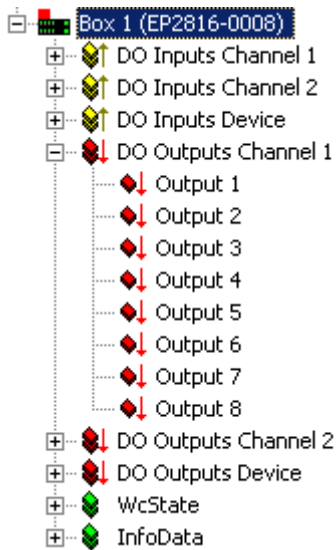 Box 1 (EP2816-0008)
DO Inputs Channel 1
DO Inputs Channel 2
DO Inputs Device
DO Outputs Channel 1
Output 1
Output 2
Output 3
Output 4
Output 5
Output 6
Output 7
Output 8
DO Outputs Channel 2
DO Outputs Device
WcState
InfoData